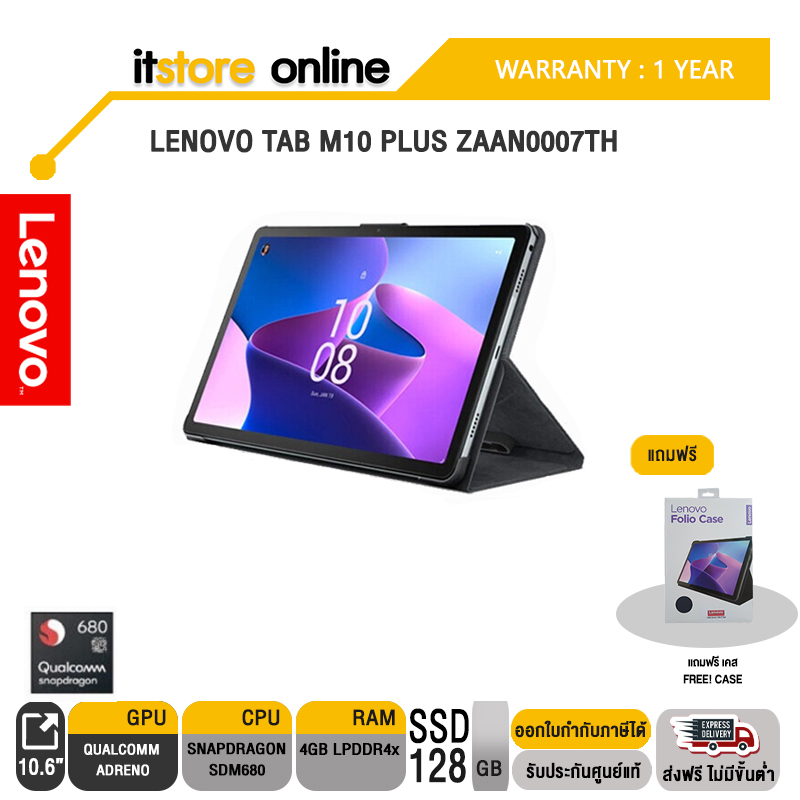 itstore online
WARRANTY : 1 YEAR
LENOVO TAB M10 PLUS ZAAN0007TH
Lenovo
TM
10
08
แถมฟรี
Lenovo
Folio Case
Lenovo
แถมฟรี เคส
FREE! CASE
680
Qualcomm
snapdragon
10.6"
GPU
QUALCOMM
ADRENO
CPU
SNAPDRAGON
SDM680
RAM
4GB LPDDR4x
SSD
128 GB
ออกใบกำกับภาษีได้
รับประกันศูนย์แท้
EXPRESS
DELIVERY
ส่งฟรี ไม่มีขั้นต่ำ